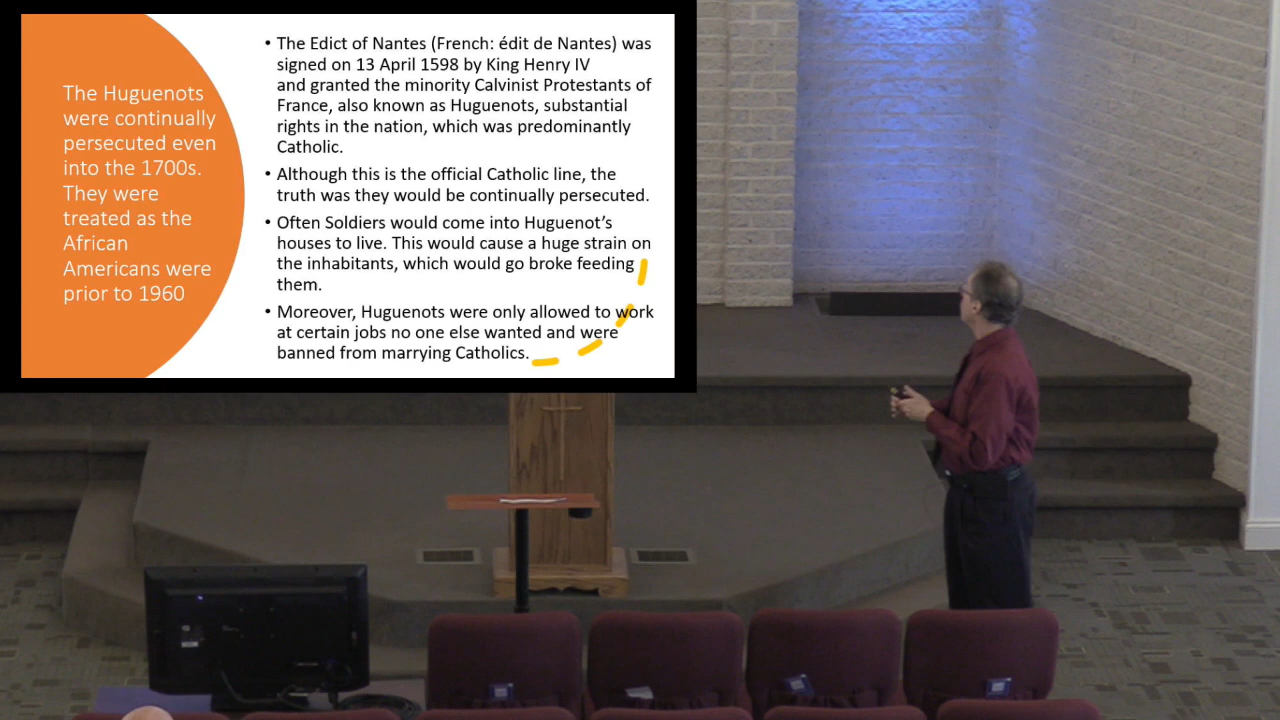 The Huguenots
were continually
persecuted even
into the 1700s.
They were
treated as the
African
Americans were
prior to 1960
• The Edict of Nantes (French: édit de Nantes) was
signed on 13 April 1598 by King Henry IV
and granted the minority Calvinist Protestants of
France, also known as Huguenots, substantial
rights in the nation, which was predominantly
Catholic.
• Although this is the official Catholic line, the
truth was they would be continually persecuted.
• Often Soldiers would come into Huguenot's
houses to live. This would cause a huge strain on
the inhabitants, which would go broke feeding
them.
• Moreover, Huguenots were only allowed to work
at certain jobs no one else wanted and were
banned from marrying Catholics.